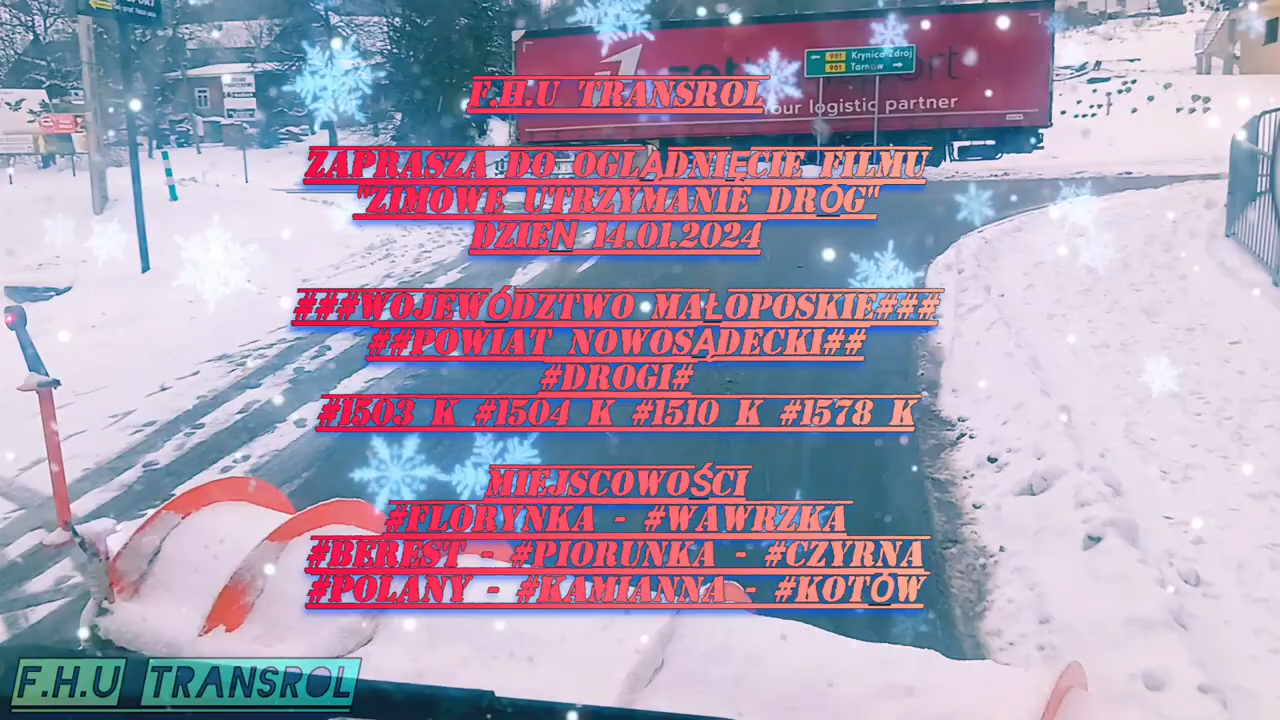 F.H.U TRANSROL
ZAPRASZA DO OGLĄDNIĘCIE FILMU
"ZIMOWE UTRZYMANIE DRÓG"
DZIEŃ 14.01.2024
###WOJEWÓDZTWO MAŁOPOSKIE###
##POWIAT NOWOSĄDECKI##
#DROGI#
#1503 K #1504 K #1510 K #1578 K
MIEJSCOWOŚCI
#FLORYNKA - #WAWRZKA
#BEREST - #PIORUNKA - #CZYRNA
#POLANY - #KAMIANNA - #KOTÓW
981 Krynica Zdrój
981 Tarnów
Your logistic partner
F.H.U TRANSROL